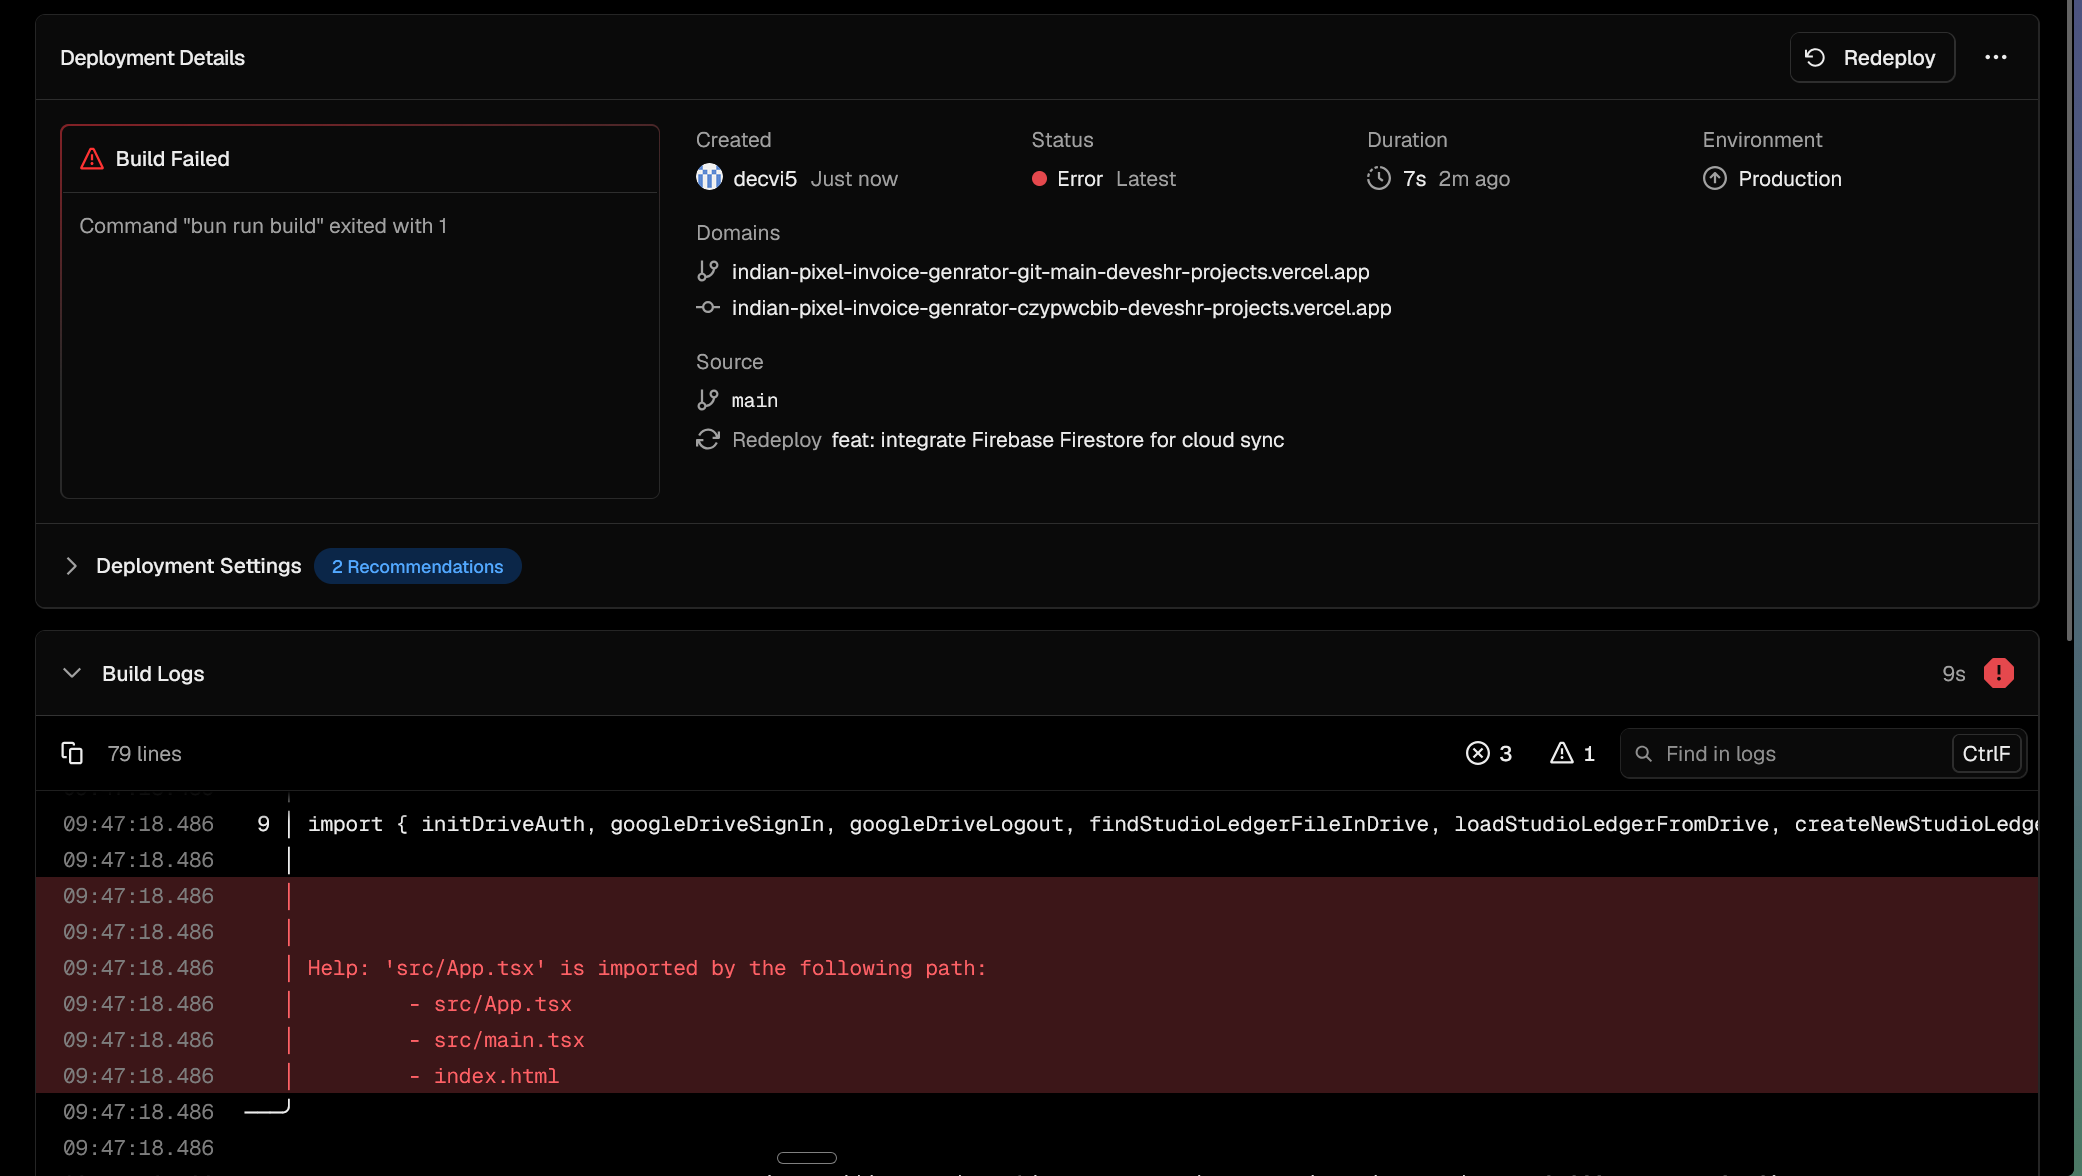 Deployment Details
Redeploy
Build Failed
Command "bun run build" exited with 1
Created
decvi5 Just now
Status
Error Latest
Duration
7s 2m ago
Environment
Production
Domains
indian-pixel-invoice-genrator-git-main-deveshr-projects.vercel.app
indian-pixel-invoice-genrator-czypwcbib-deveshr-projects.vercel.app
Source
main
Redeploy feat: integrate Firebase Firestore for cloud sync
Deployment Settings 2 Recommendations
Build Logs 9s
79 lines 3 1 Find in logs CtrlF
09:47:18.486 9 │ import { initDriveAuth, googleDriveSignIn, googleDriveLogout, findStudioLedgerFileInDrive, loadStudioLedgerFromDrive,
09:47:18.486 │
09:47:18.486 │
09:47:18.486 │
09:47:18.486 │ Help: 'src/App.tsx' is imported by the following path:
09:47:18.486 │ - src/App.tsx
09:47:18.486 │ - src/main.tsx
09:47:18.486 │ - index.html
09:47:18.486 ───╯
09:47:18.486